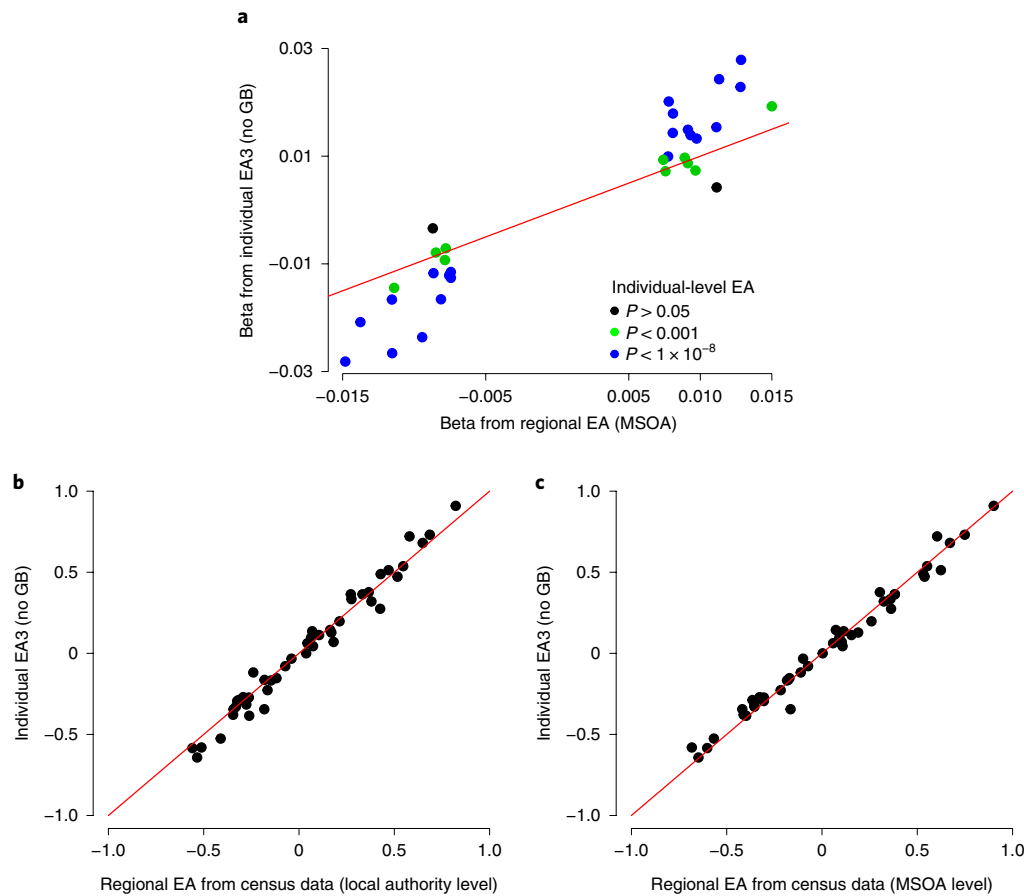 a
0.03
0.01
−0.01
−0.03
Beta from individual EA3 (no GB)
Individual-level EA
P > 0.05
P < 0.001
P < 1 × 10⁻⁸
−0.015
−0.005
0.005
0.010
0.015
Beta from regional EA (MSOA)
b
1.0
0.5
0
−0.5
−1.0
Individual EA3 (no GB)
−1.0
−0.5
0
0.5
1.0
Regional EA from census data (local authority level)
c
1.0
0.5
0
−0.5
−1.0
Individual EA3 (no GB)
−1.0
−0.5
0
0.5
1.0
Regional EA from census data (MSOA level)